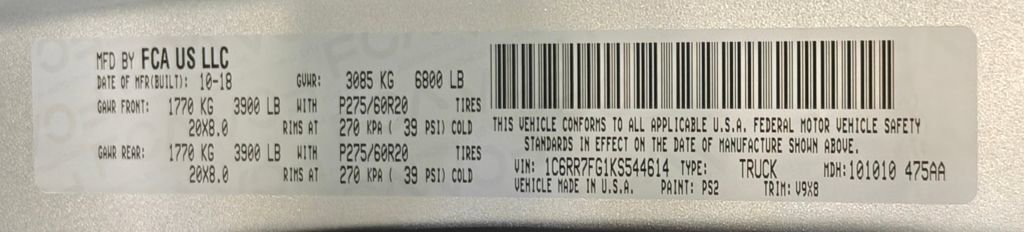 MFD BY FCA US LLC
DATE OF MFR(BUILT): 10-18 GVWR: 3085 KG 6800 LB
GAWR FRONT: 1770 KG 3900 LB WITH P275/60R20 TIRES
20X8.0 RIMS AT 270 KPA ( 39 PSI) COLD
GAWR REAR: 1770 KG 3900 LB WITH P275/60R20 TIRES
20X8.0 RIMS AT 270 KPA ( 39 PSI) COLD
THIS VEHICLE CONFORMS TO ALL APPLICABLE U.S.A. FEDERAL MOTOR VEHICLE SAFETY
STANDARDS IN EFFECT ON THE DATE OF MANUFACTURE SHOWN ABOVE.
VIN: 1C6RR7FG1KS544614 TYPE: TRUCK MDH: 101010 475AA
VEHICLE MADE IN U.S.A. PAINT: PS2 TRIM: V9X8